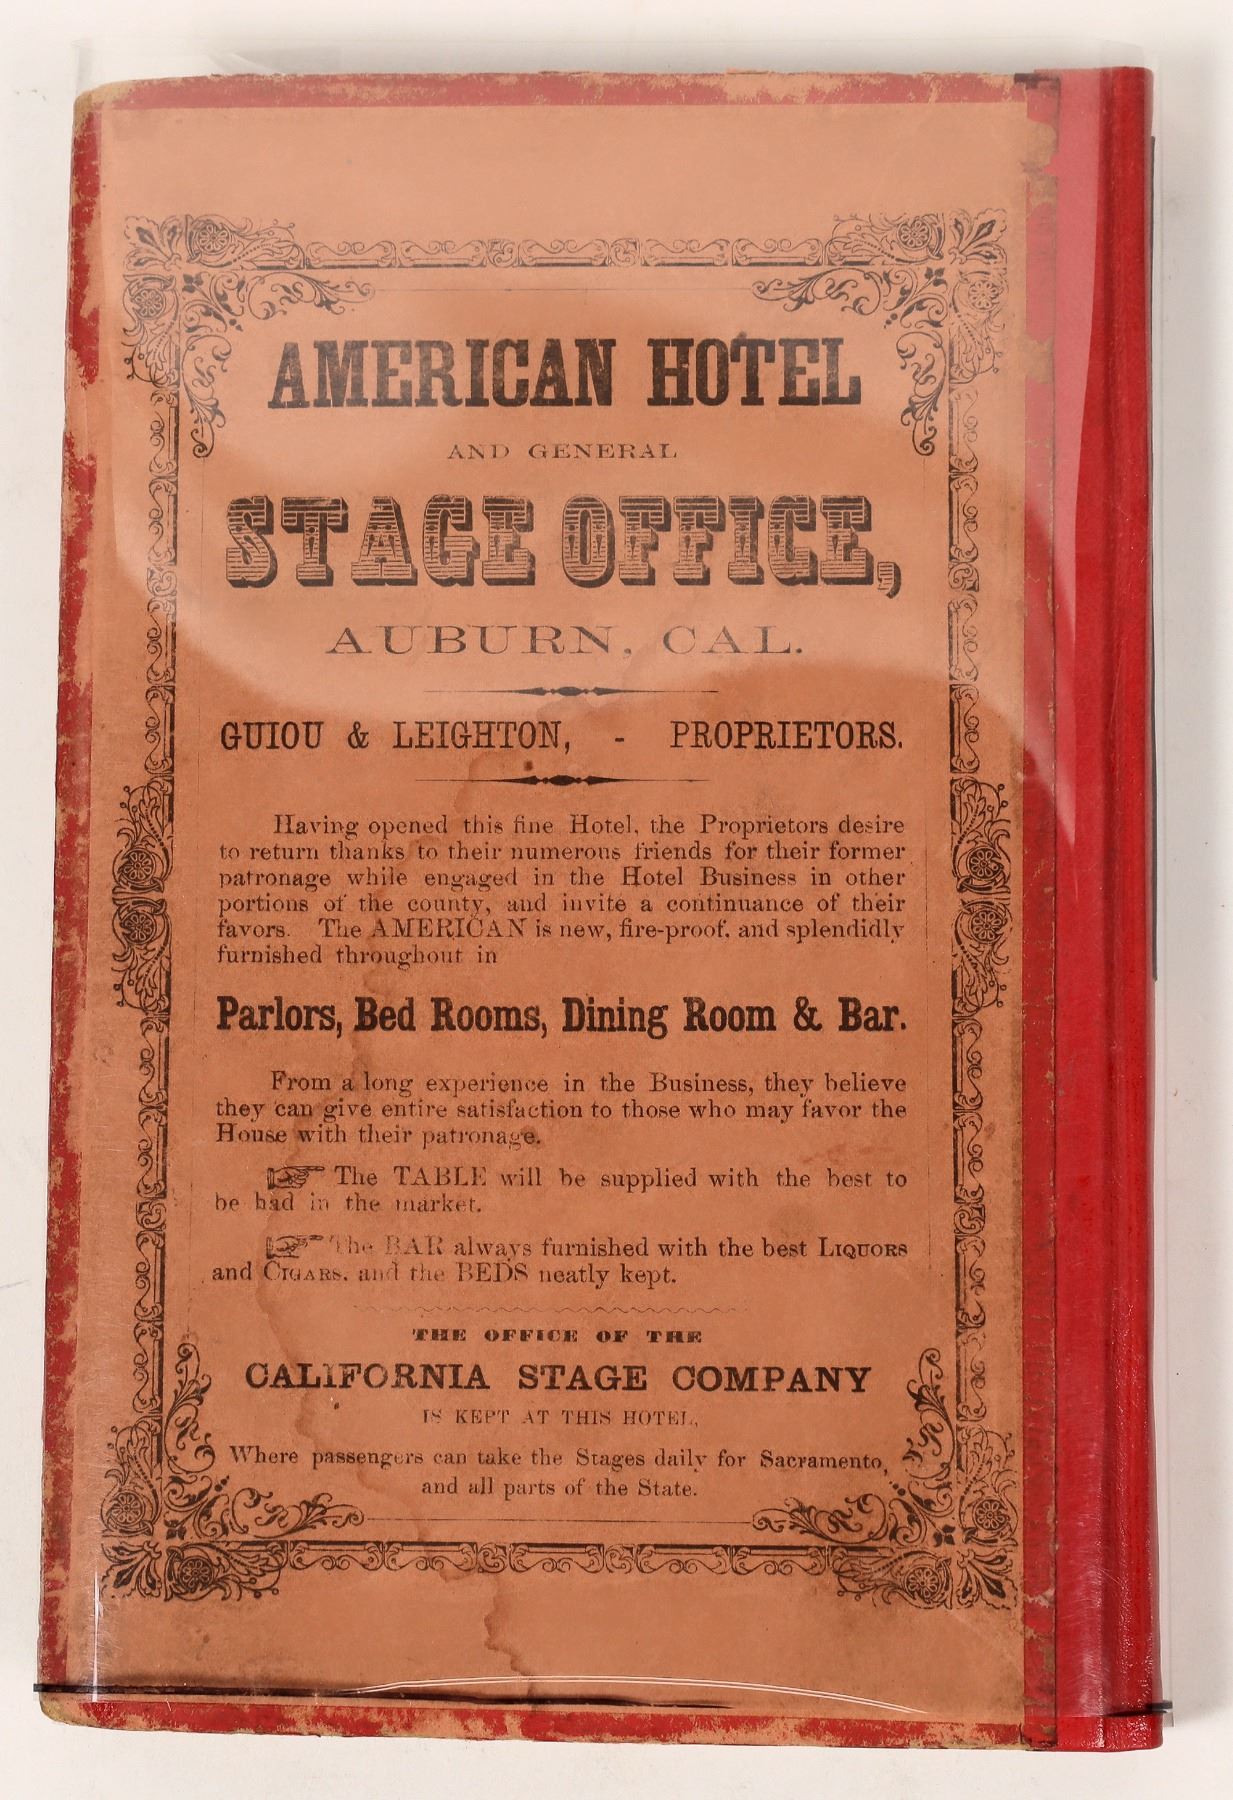 AMERICAN HOTEL
AND GENERAL
STAGE OFFICE,
AUBURN, CAL.
GUIOU & LEIGHTON, - PROPRIETORS.
Having opened this fine Hotel, the Proprietors desire
to return thanks to their numerous friends for their former
patronage while engaged in the Hotel Business in other
portions of the county, and invite a continuance of their
favors. The AMERICAN is new, fire-proof, and splendidly
furnished throughout in
Parlors, Bed Rooms, Dining Room & Bar.
From a long experience in the Business, they believe
they can give entire satisfaction to those who may favor the
House with their patronage.
☞ The TABLE will be supplied with the best to
be had in the market.
☞ The BAR always furnished with the best LIQUORS
and CIGARS, and the BEDS neatly kept.
THE OFFICE OF THE
CALIFORNIA STAGE COMPANY
IS KEPT AT THIS HOTEL,
Where passengers can take the Stages daily for Sacramento,
and all parts of the State.